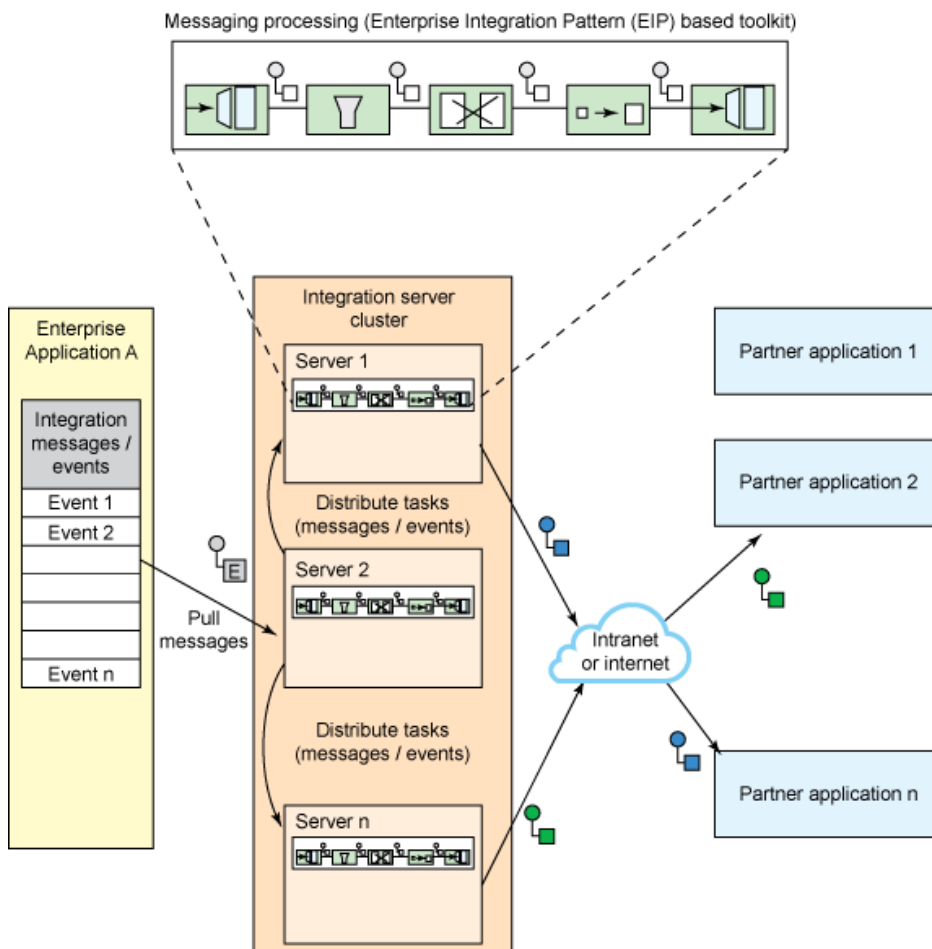 Messaging processing (Enterprise Integration Pattern (EIP) based toolkit)
Enterprise
Application A
Integration
messages /
events
Event 1
Event 2
Event n
E
Pull
messages
Integration server
cluster
Server 1
Distribute tasks
(messages / events)
Server 2
Distribute tasks
(messages / events)
Server n
Intranet
or internet
Partner application 1
Partner application 2
Partner application n